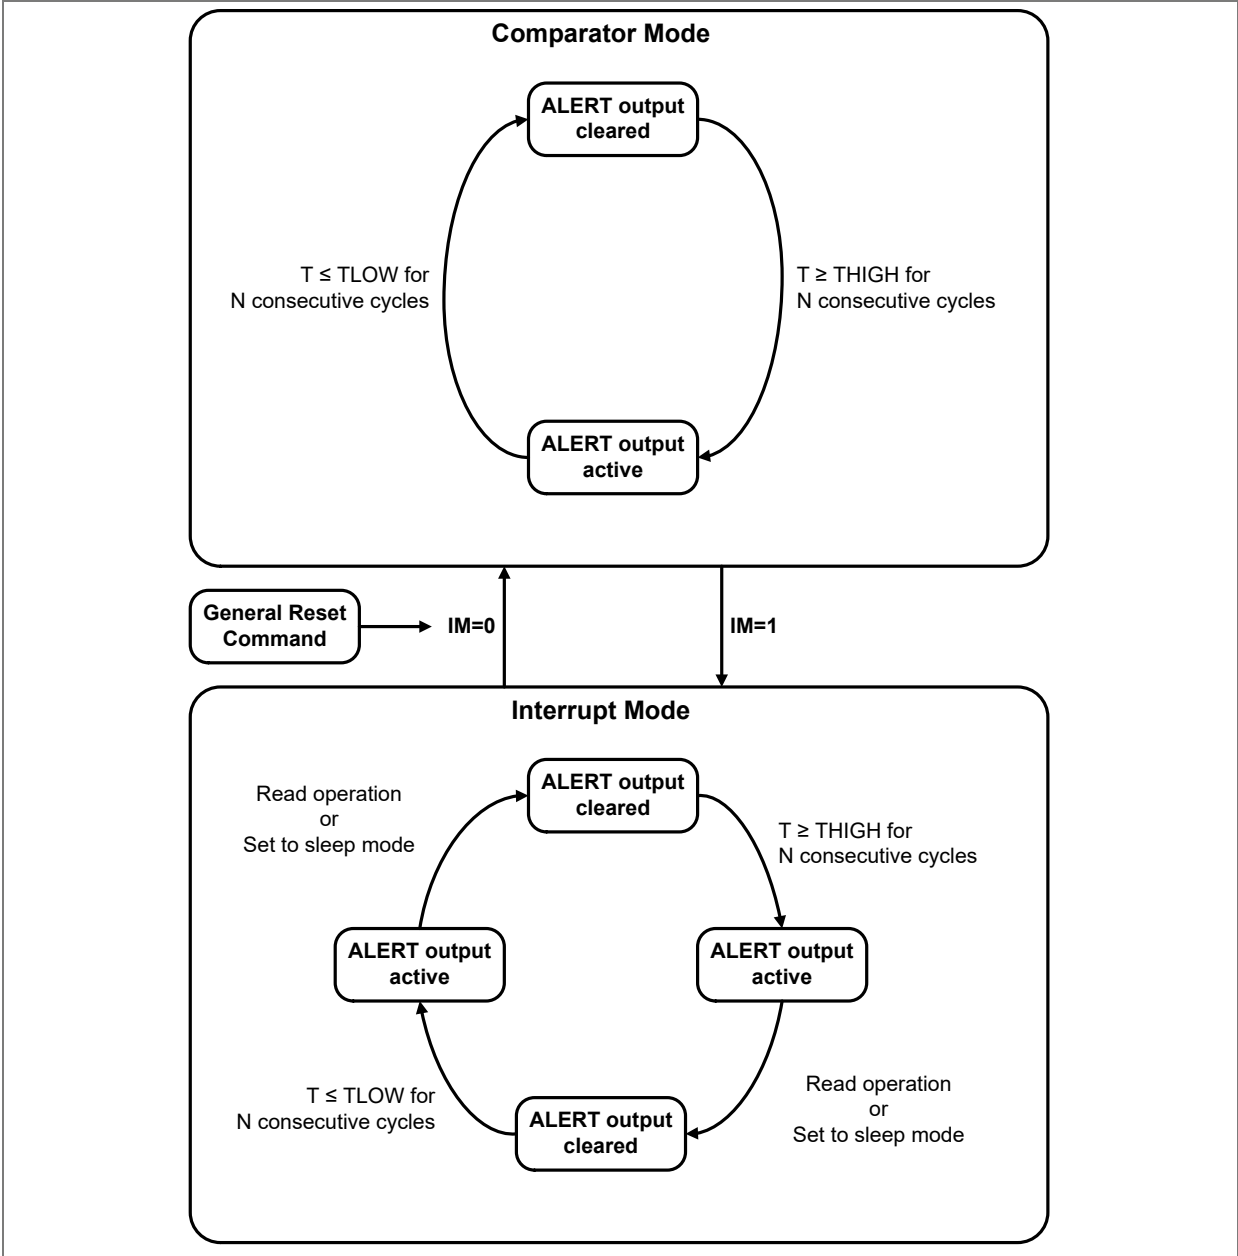 Comparator Mode
ALERT output
cleared
T ≤ TLOW for
N consecutive cycles
T ≥ THIGH for
N consecutive cycles
ALERT output
active
General Reset
Command
IM=0
IM=1
Interrupt Mode
ALERT output
cleared
Read operation
or
Set to sleep mode
T ≥ THIGH for
N consecutive cycles
ALERT output
active
ALERT output
active
T ≤ TLOW for
N consecutive cycles
Read operation
or
Set to sleep mode
ALERT output
cleared